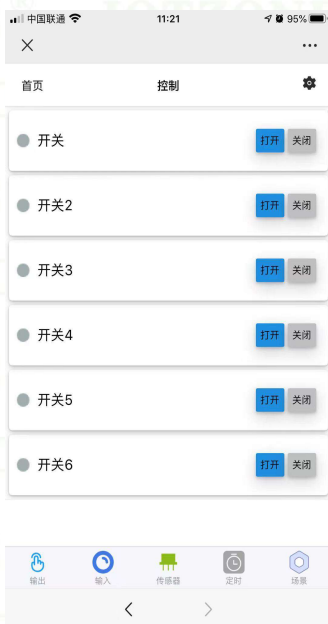 中国联通 11:21 95%
首页 控制
开关 打开 关闭
开关2 打开 关闭
开关3 打开 关闭
开关4 打开 关闭
开关5 打开 关闭
开关6 打开 关闭
输出 输入 传感器 定时 场景